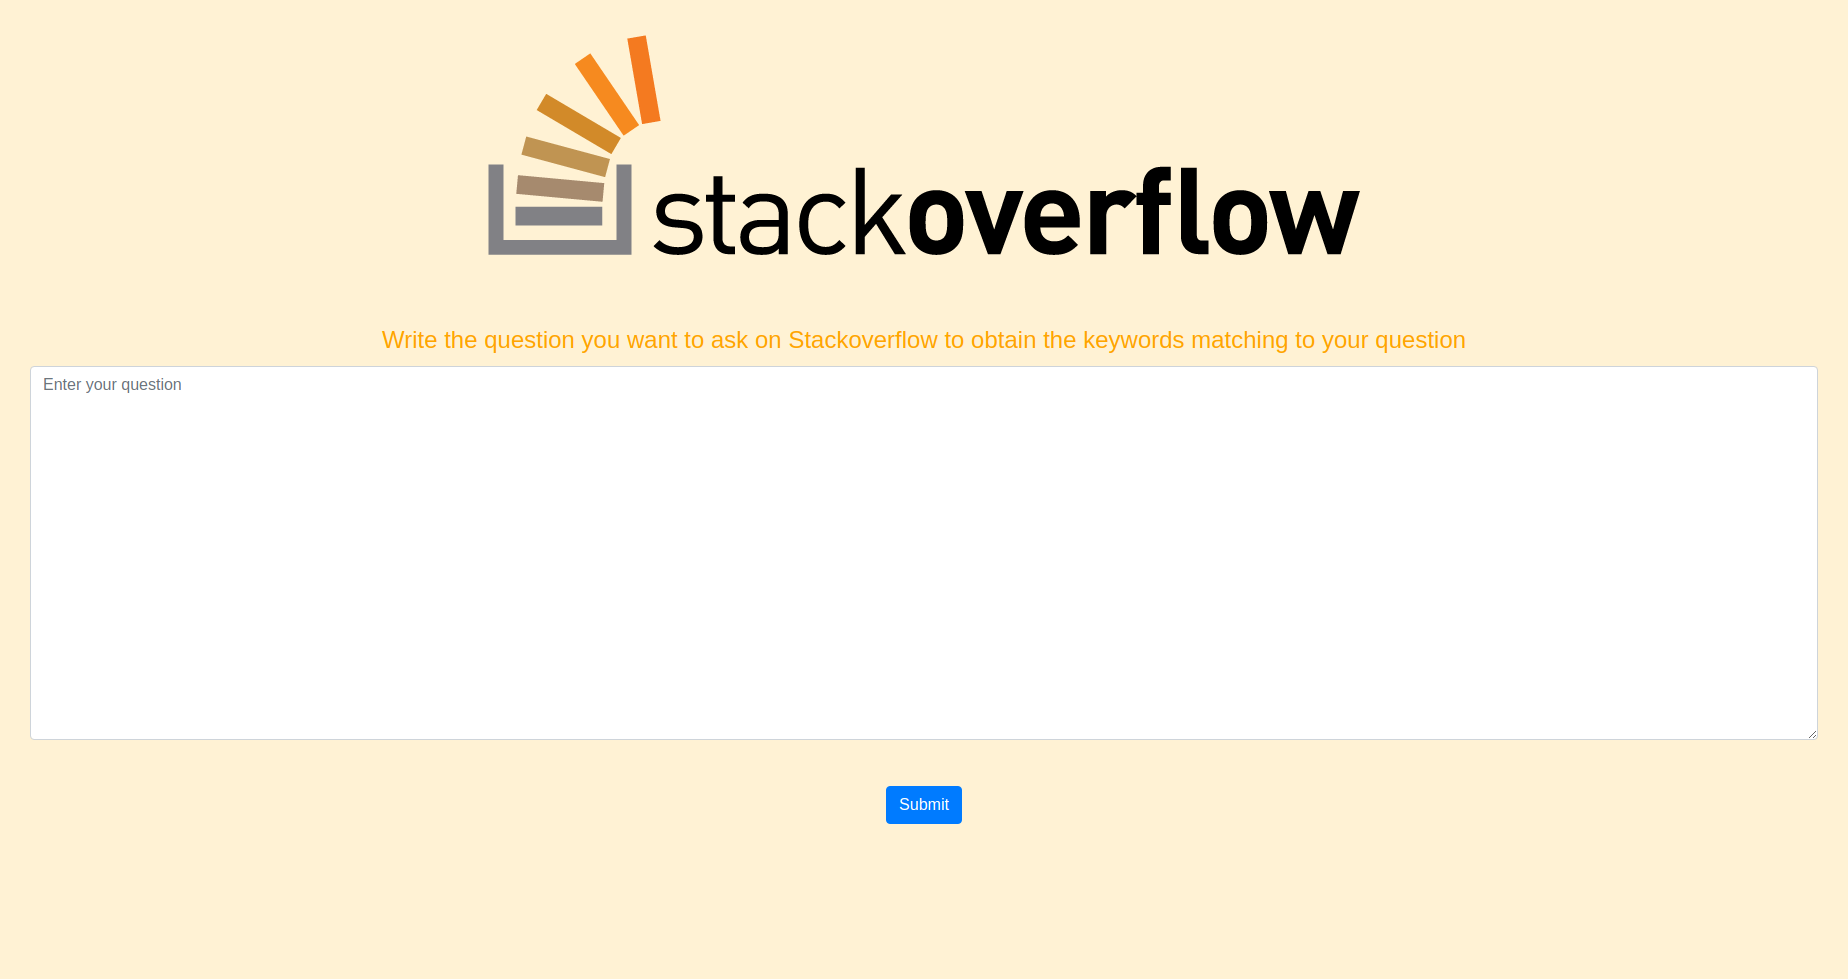 stackoverflow
Write the question you want to ask on Stackoverflow to obtain the keywords matching to your question
Enter your question
Submit